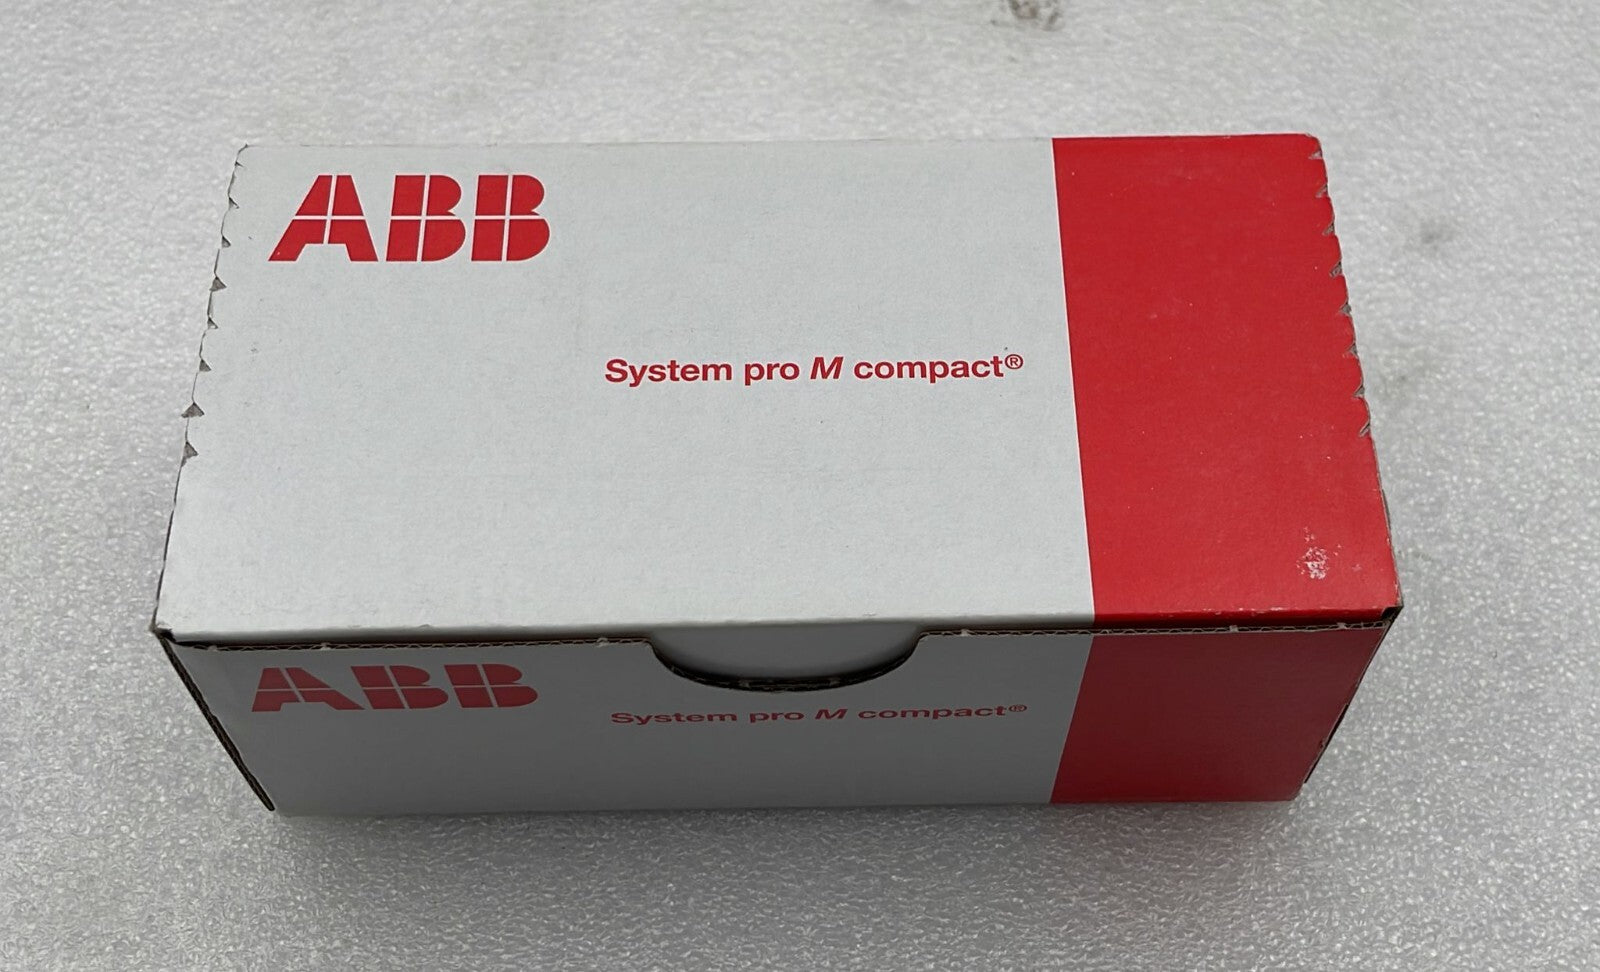 ABB
System pro M compact®
ABB
System pro M compact®